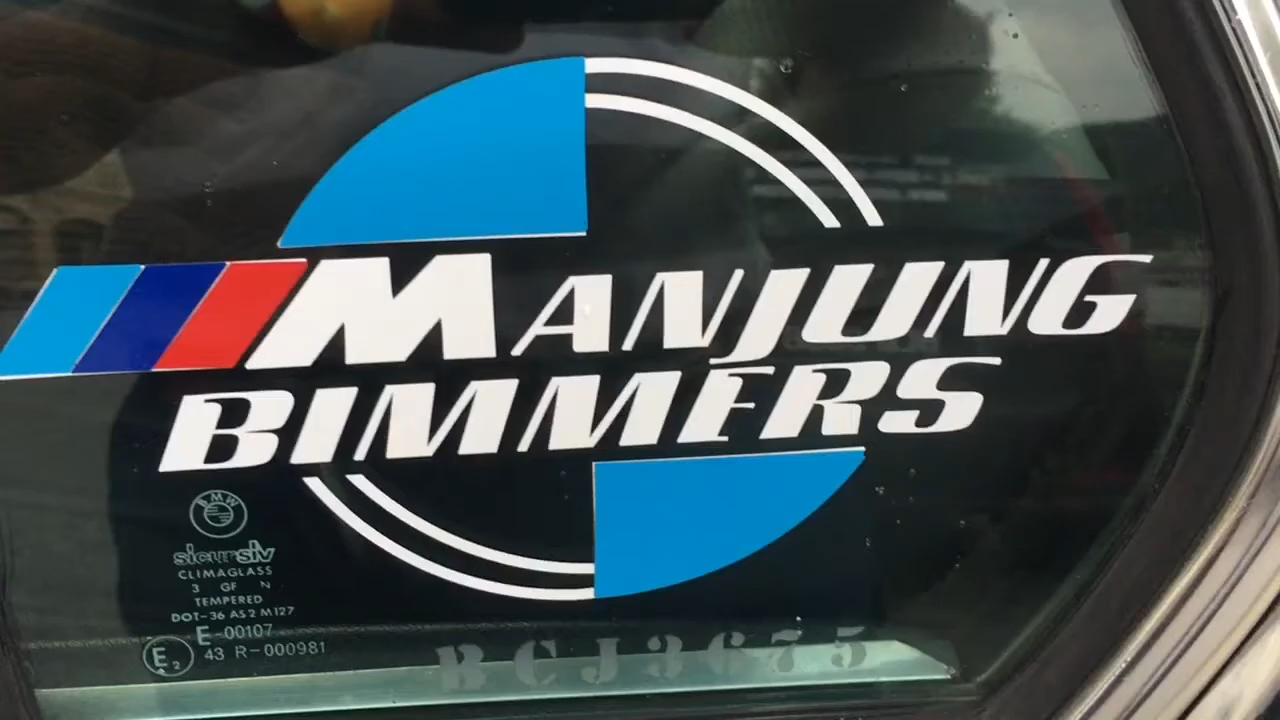 MANJUNG
BIMMERS
BMW
sicursiv
CLIMAGLASS
3 GF N
TEMPERED
DOT-36 AS2 M127
E-00107
E2 43 R-000981
BCJ3675